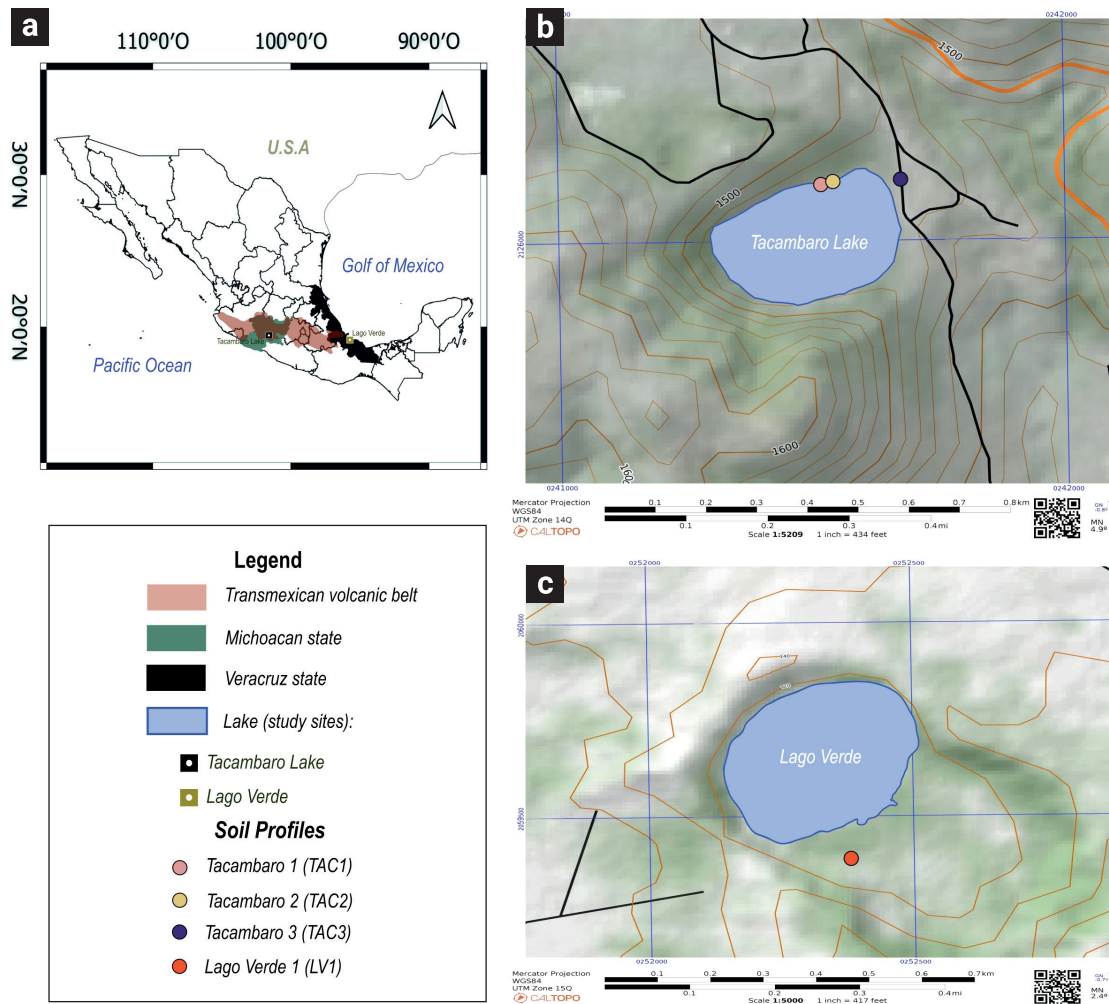 a
110°0'O
100°0'O
90°0'O
30°0'N
20°0'N
U.S.A
Golf of Mexico
Pacific Ocean
Tacambaro Lake
Lago Verde
Legend
Transmexican volcanic belt
Michoacan state
Veracruz state
Lake (study sites):
Tacambaro Lake
Lago Verde
Soil Profiles
Tacambaro 1 (TAC1)
Tacambaro 2 (TAC2)
Tacambaro 3 (TAC3)
Lago Verde 1 (LV1)
b
0242000
1500
1500
Tacambaro Lake
2126000
1600
0241000
0242000
Mercator Projection
WGS84
UTM Zone 14Q
CALTOPO
0.1 0.2 0.3 0.4 0.5 0.6 0.7 0.8 km
0.1 0.2 0.3 0.4 mi
Scale 1:5209 1 inch = 434 feet
GN
MN
4.9°
c
0252000
0252500
2060000
140
Lago Verde
2059500
0252000
0252500
Mercator Projection
WGS84
UTM Zone 15Q
CALTOPO
0.1 0.2 0.3 0.4 0.5 0.6 0.7 km
0.1 0.2 0.3 0.4 mi
Scale 1:5000 1 inch = 417 feet
GN
MN
2.4°